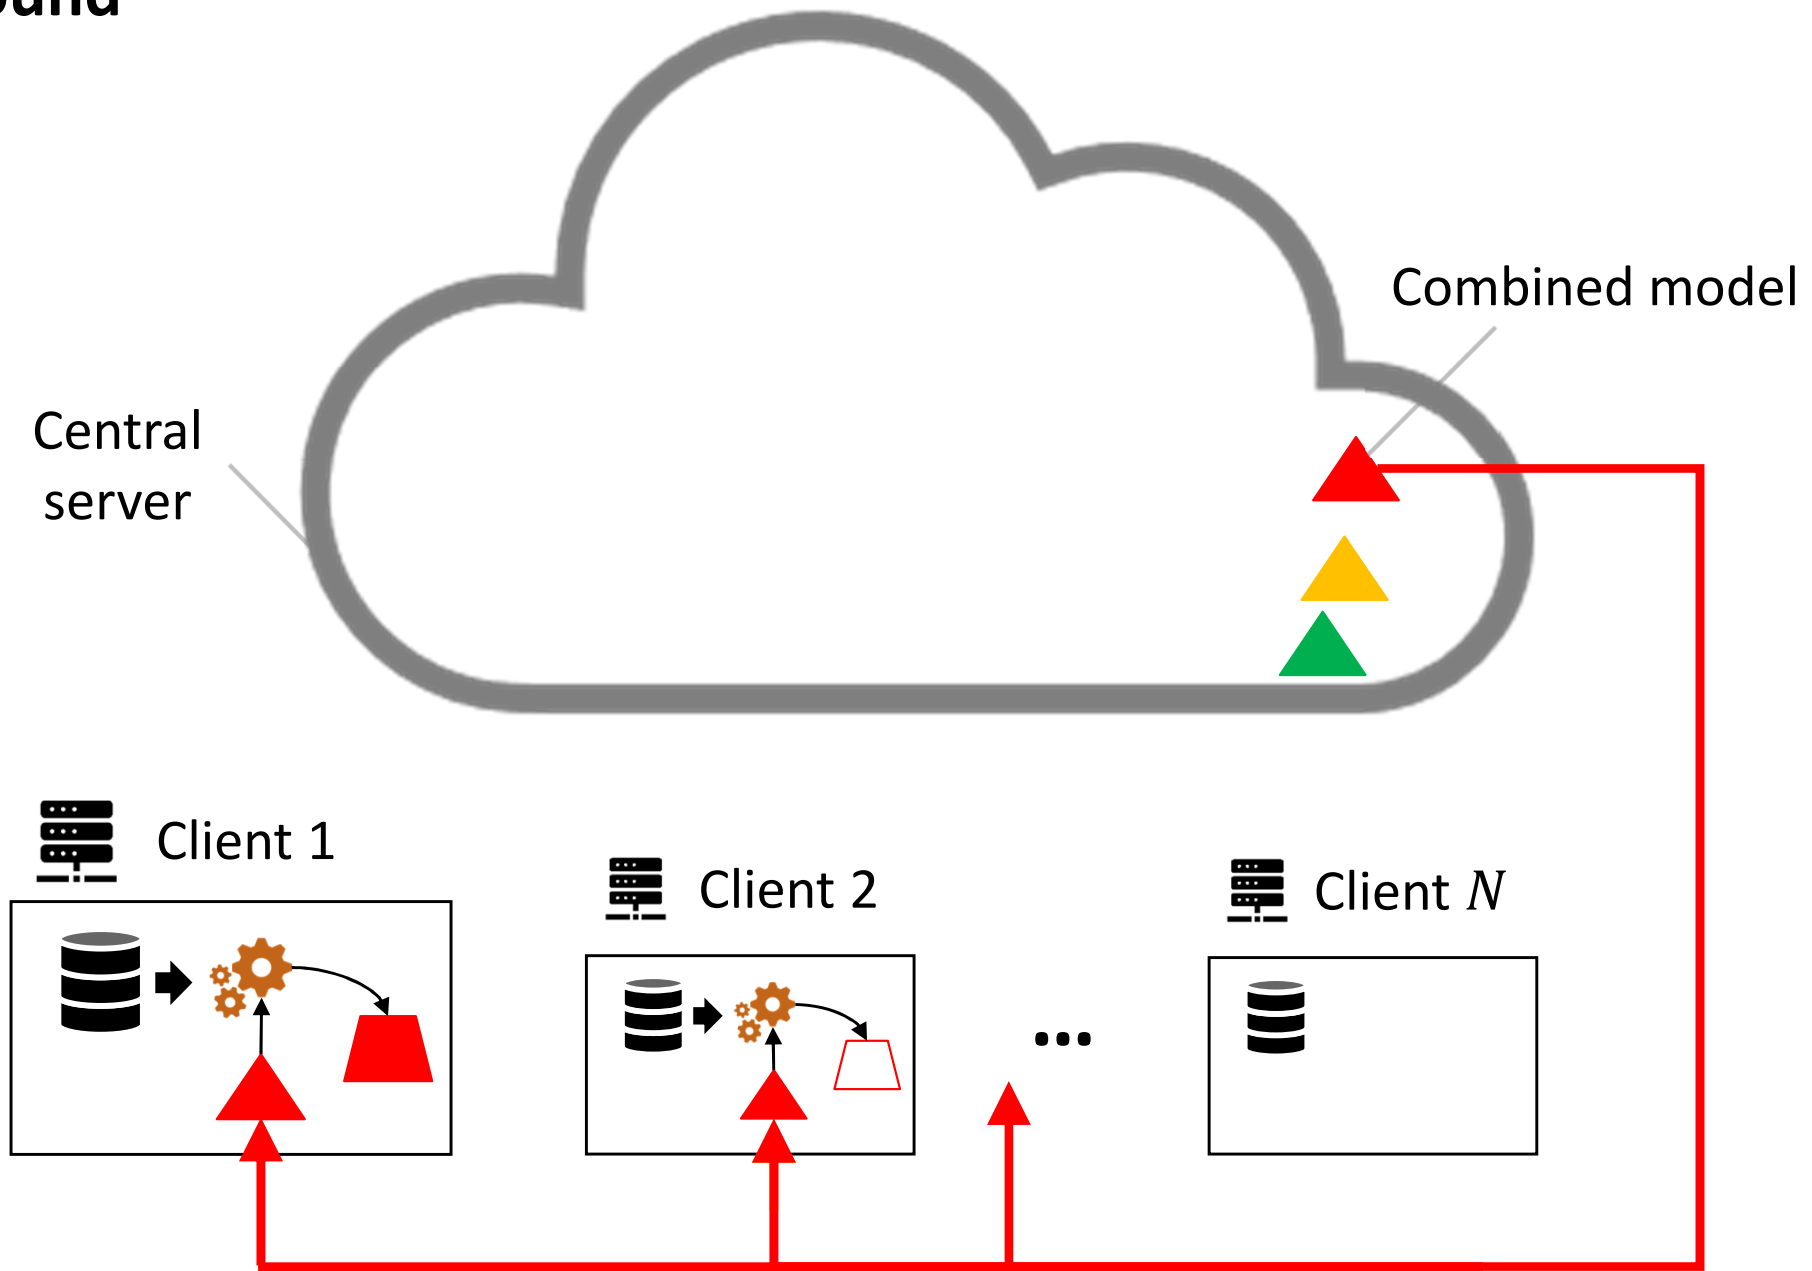 Combined model
Central
server
Client 1
Client 2
Client N
...